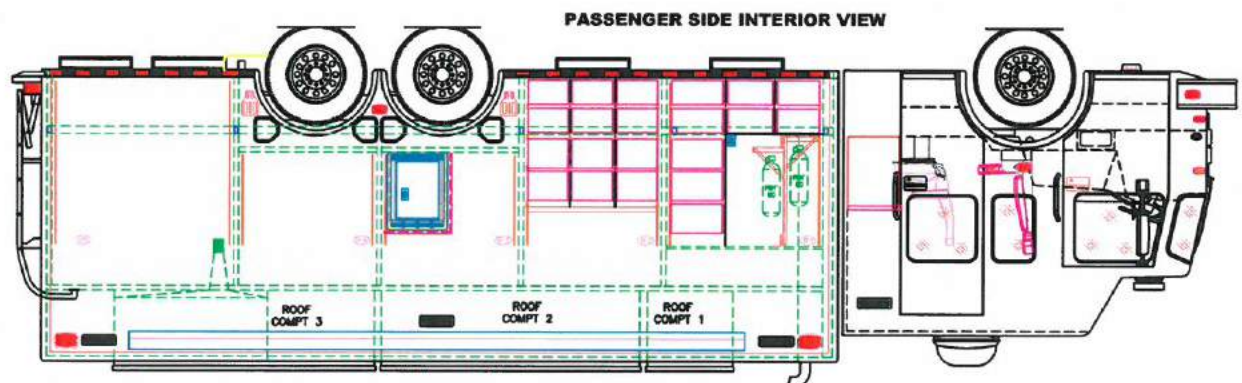 PASSENGER SIDE INTERIOR VIEW
ROOF
COMPT 3
ROOF
COMPT 2
ROOF
COMPT 1